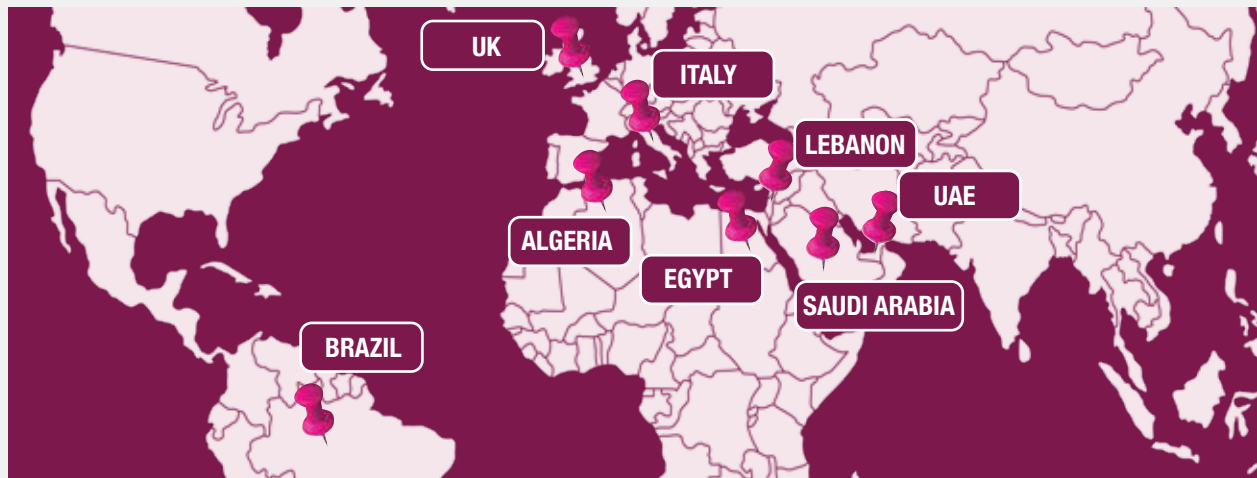 UK
ITALY
LEBANON
UAE
ALGERIA
EGYPT
SAUDI ARABIA
BRAZIL